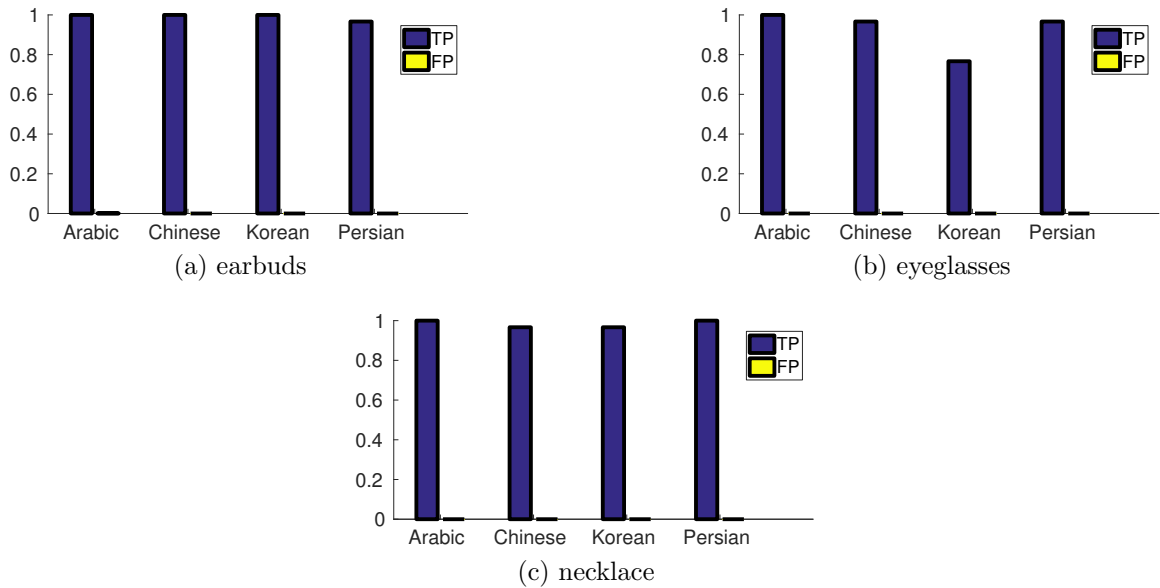 1
0.8
0.6
0.4
0.2
0
Arabic Chinese Korean Persian
TP
FP
(a) earbuds
1
0.8
0.6
0.4
0.2
0
Arabic Chinese Korean Persian
TP
FP
(b) eyeglasses
1
0.8
0.6
0.4
0.2
0
Arabic Chinese Korean Persian
TP
FP
(c) necklace